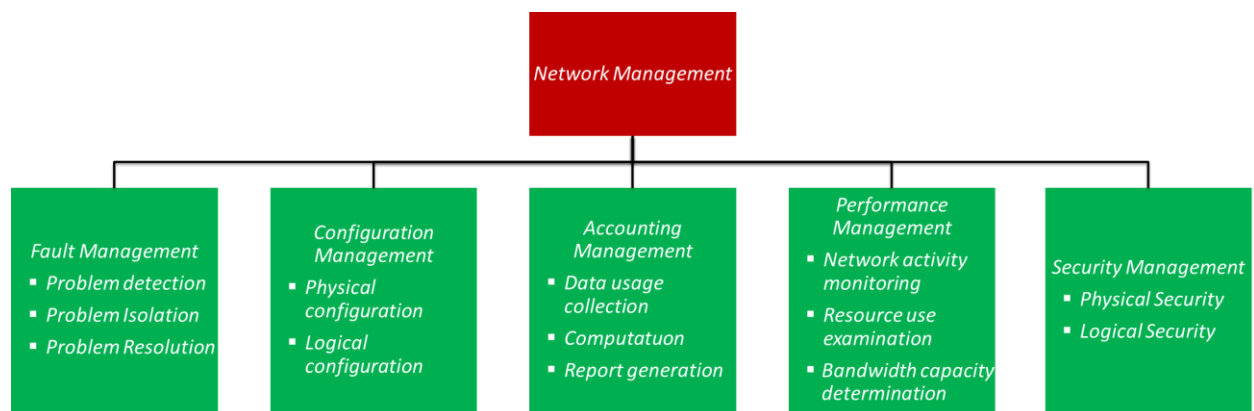 Network Management
Fault Management
▪ Problem detection
▪ Problem Isolation
▪ Problem Resolution
Configuration
Management
▪ Physical
configuration
▪ Logical
configuration
Accounting
Management
▪ Data usage
collection
▪ Computatuon
▪ Report generation
Performance
Management
▪ Network activity
monitoring
▪ Resource use
examination
▪ Bandwidth capacity
determination
Security Management
▪ Physical Security
▪ Logical Security